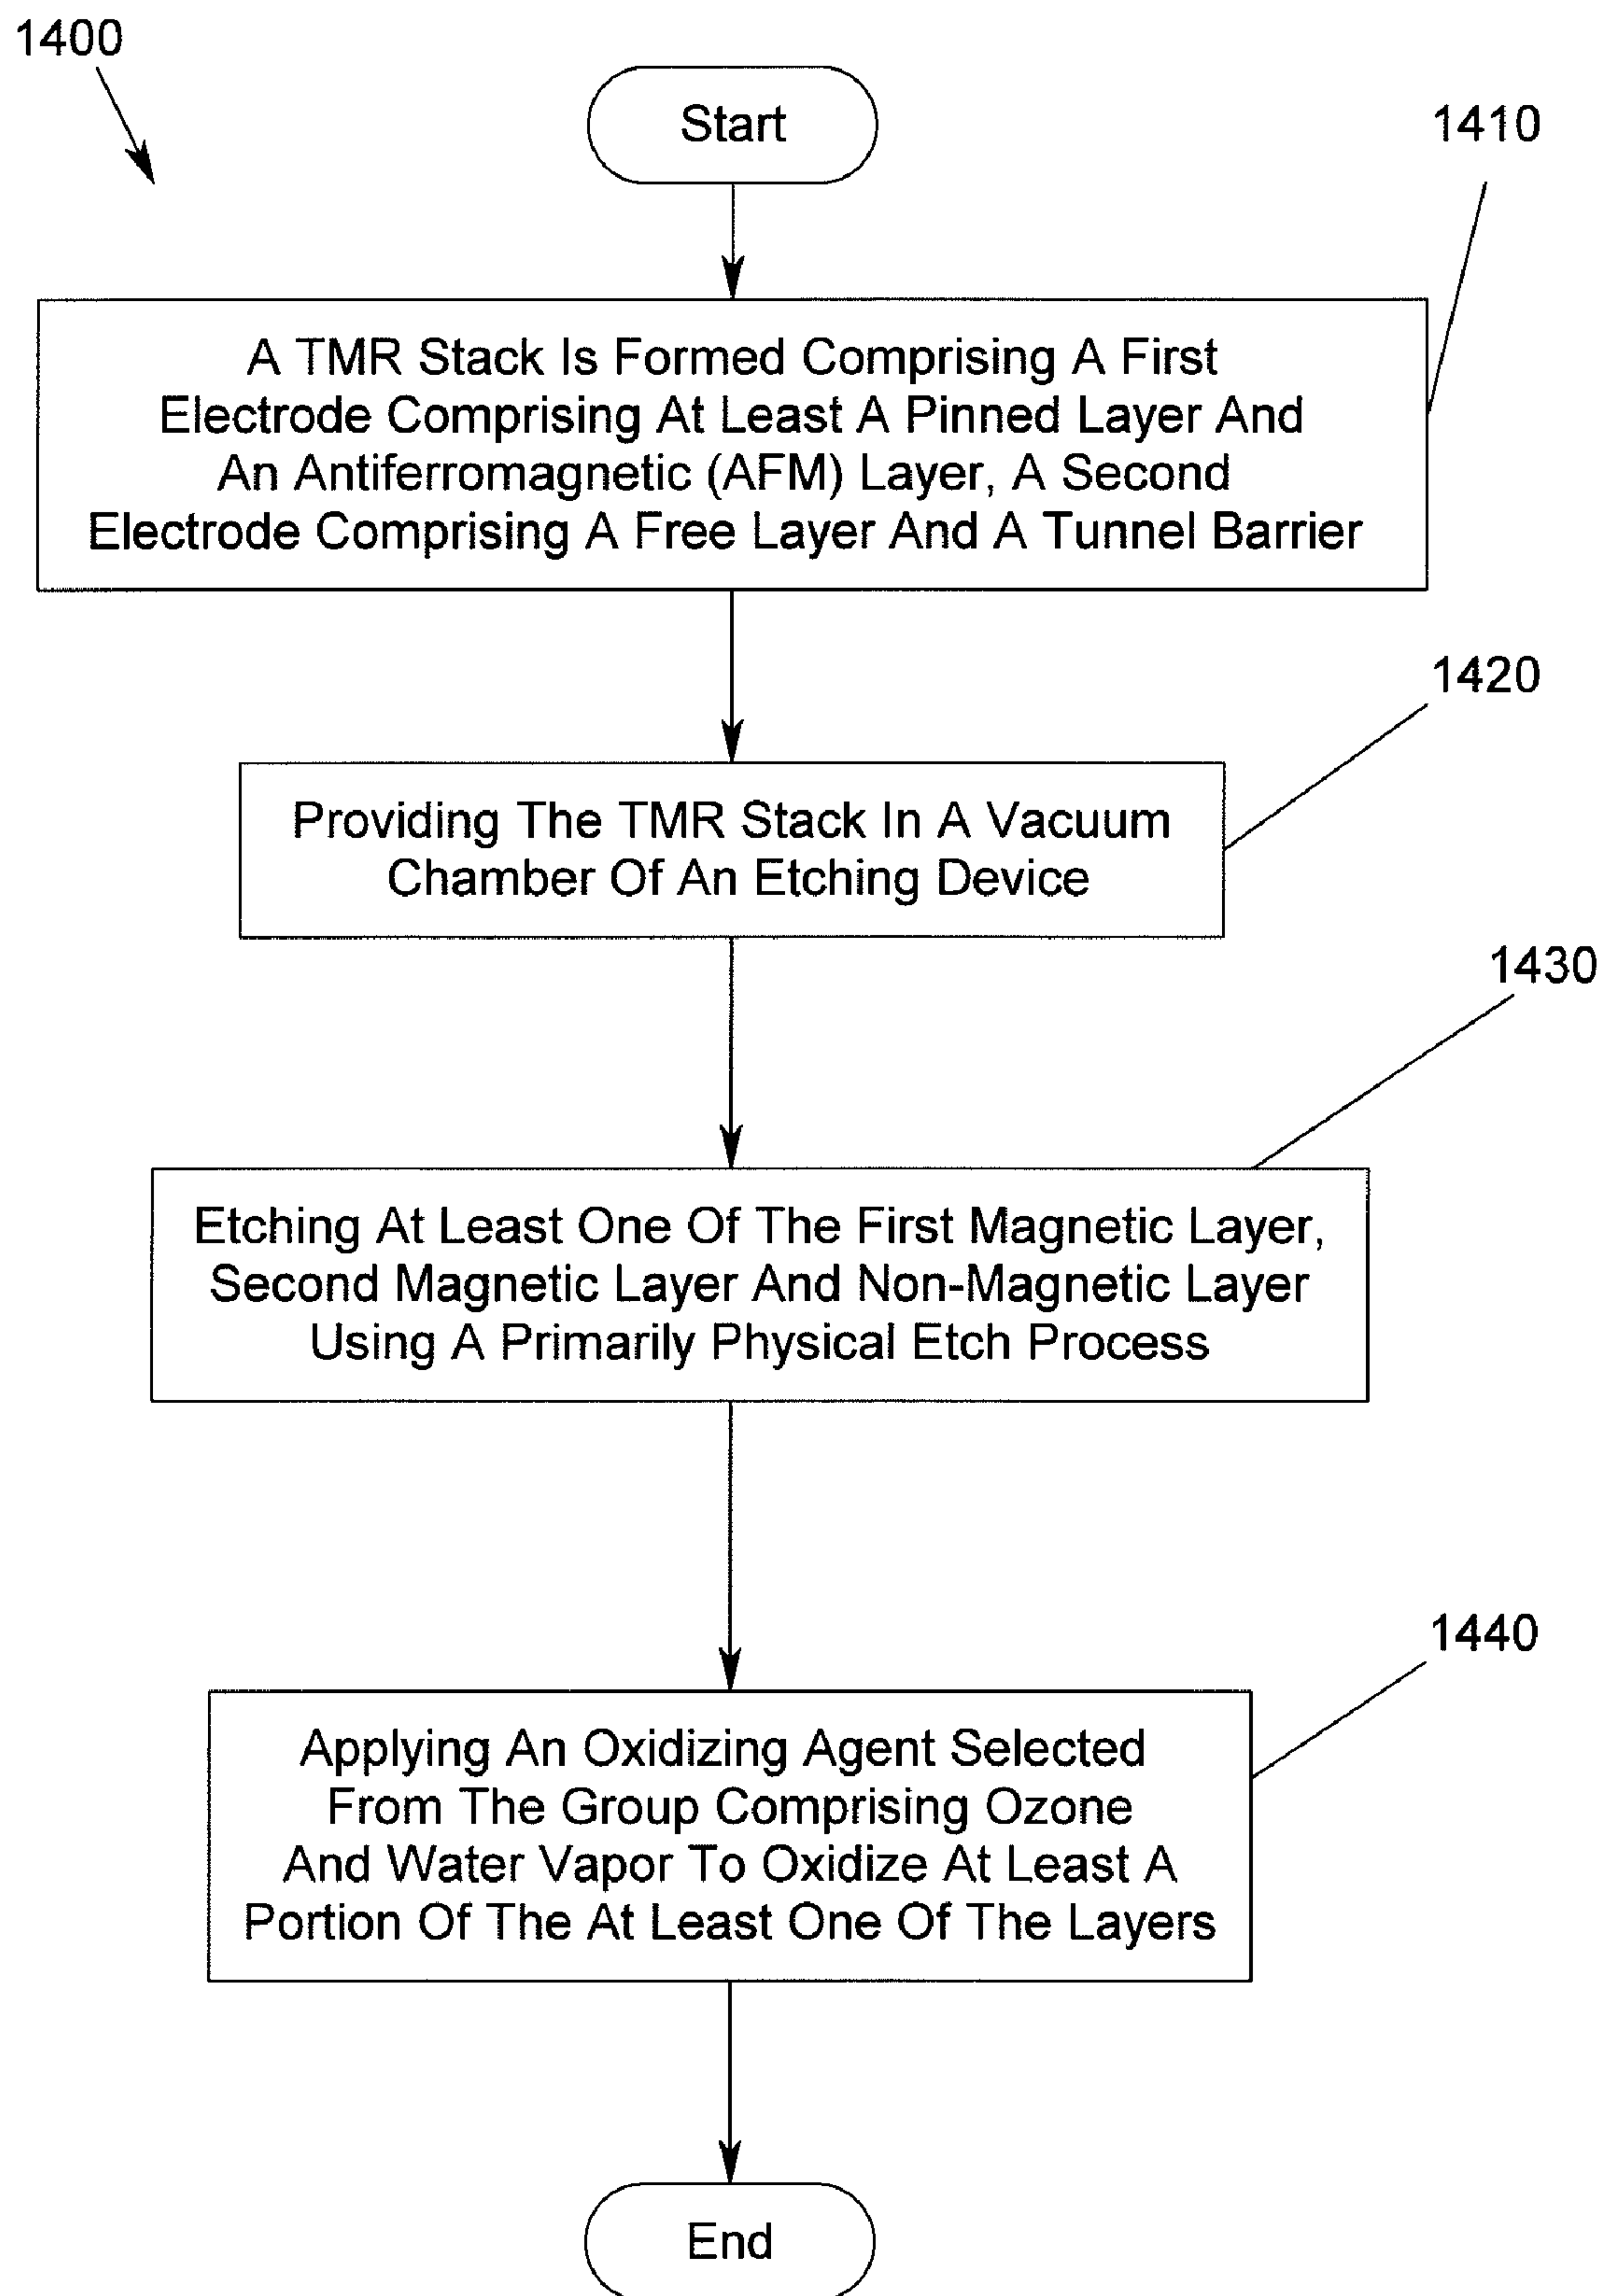 1400
Start
1410
A TMR Stack Is Formed Comprising A First
Electrode Comprising At Least A Pinned Layer And
An Antiferromagnetic (AFM) Layer, A Second
Electrode Comprising A Free Layer And A Tunnel Barrier
1420
Providing The TMR Stack In A Vacuum
Chamber Of An Etching Device
1430
Etching At Least One Of The First Magnetic Layer,
Second Magnetic Layer And Non-Magnetic Layer
Using A Primarily Physical Etch Process
1440
Applying An Oxidizing Agent Selected
From The Group Comprising Ozone
And Water Vapor To Oxidize At Least A
Portion Of The At Least One Of The Layers
End